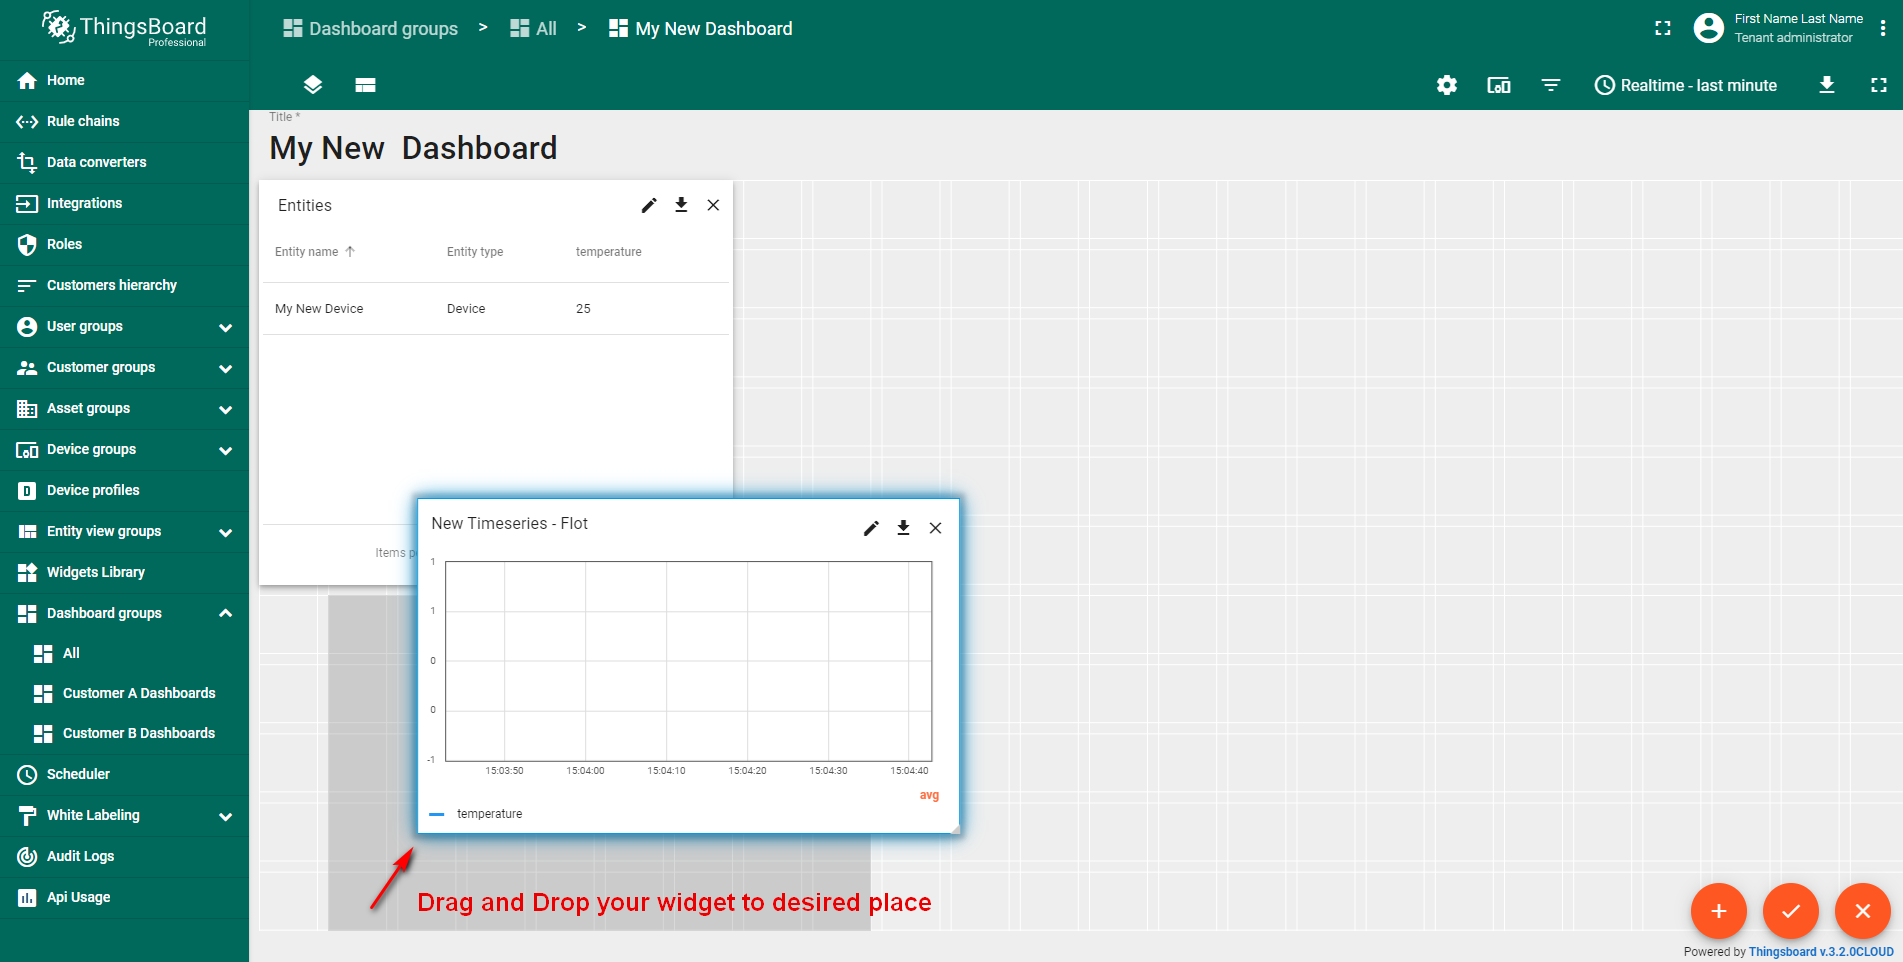 ThingsBoard
Professional
Dashboard groups > All > My New Dashboard
First Name Last Name
Tenant administrator
Realtime - last minute
Home
Rule chains
Data converters
Integrations
Roles
Customers hierarchy
User groups
Customer groups
Asset groups
Device groups
Device profiles
Entity view groups
Widgets Library
Dashboard groups
All
Customer A Dashboards
Customer B Dashboards
Scheduler
White Labeling
Audit Logs
Api Usage
Title *
My New  Dashboard
Entities
Entity name Entity type temperature
My New Device Device 25
Items p
New Timeseries - Flot
1
1
0
0
-1
15:03:50 15:04:00 15:04:10 15:04:20 15:04:30 15:04:40
avg
temperature
Drag and Drop your widget to desired place
Powered by Thingsboard v.3.2.0CLOUD